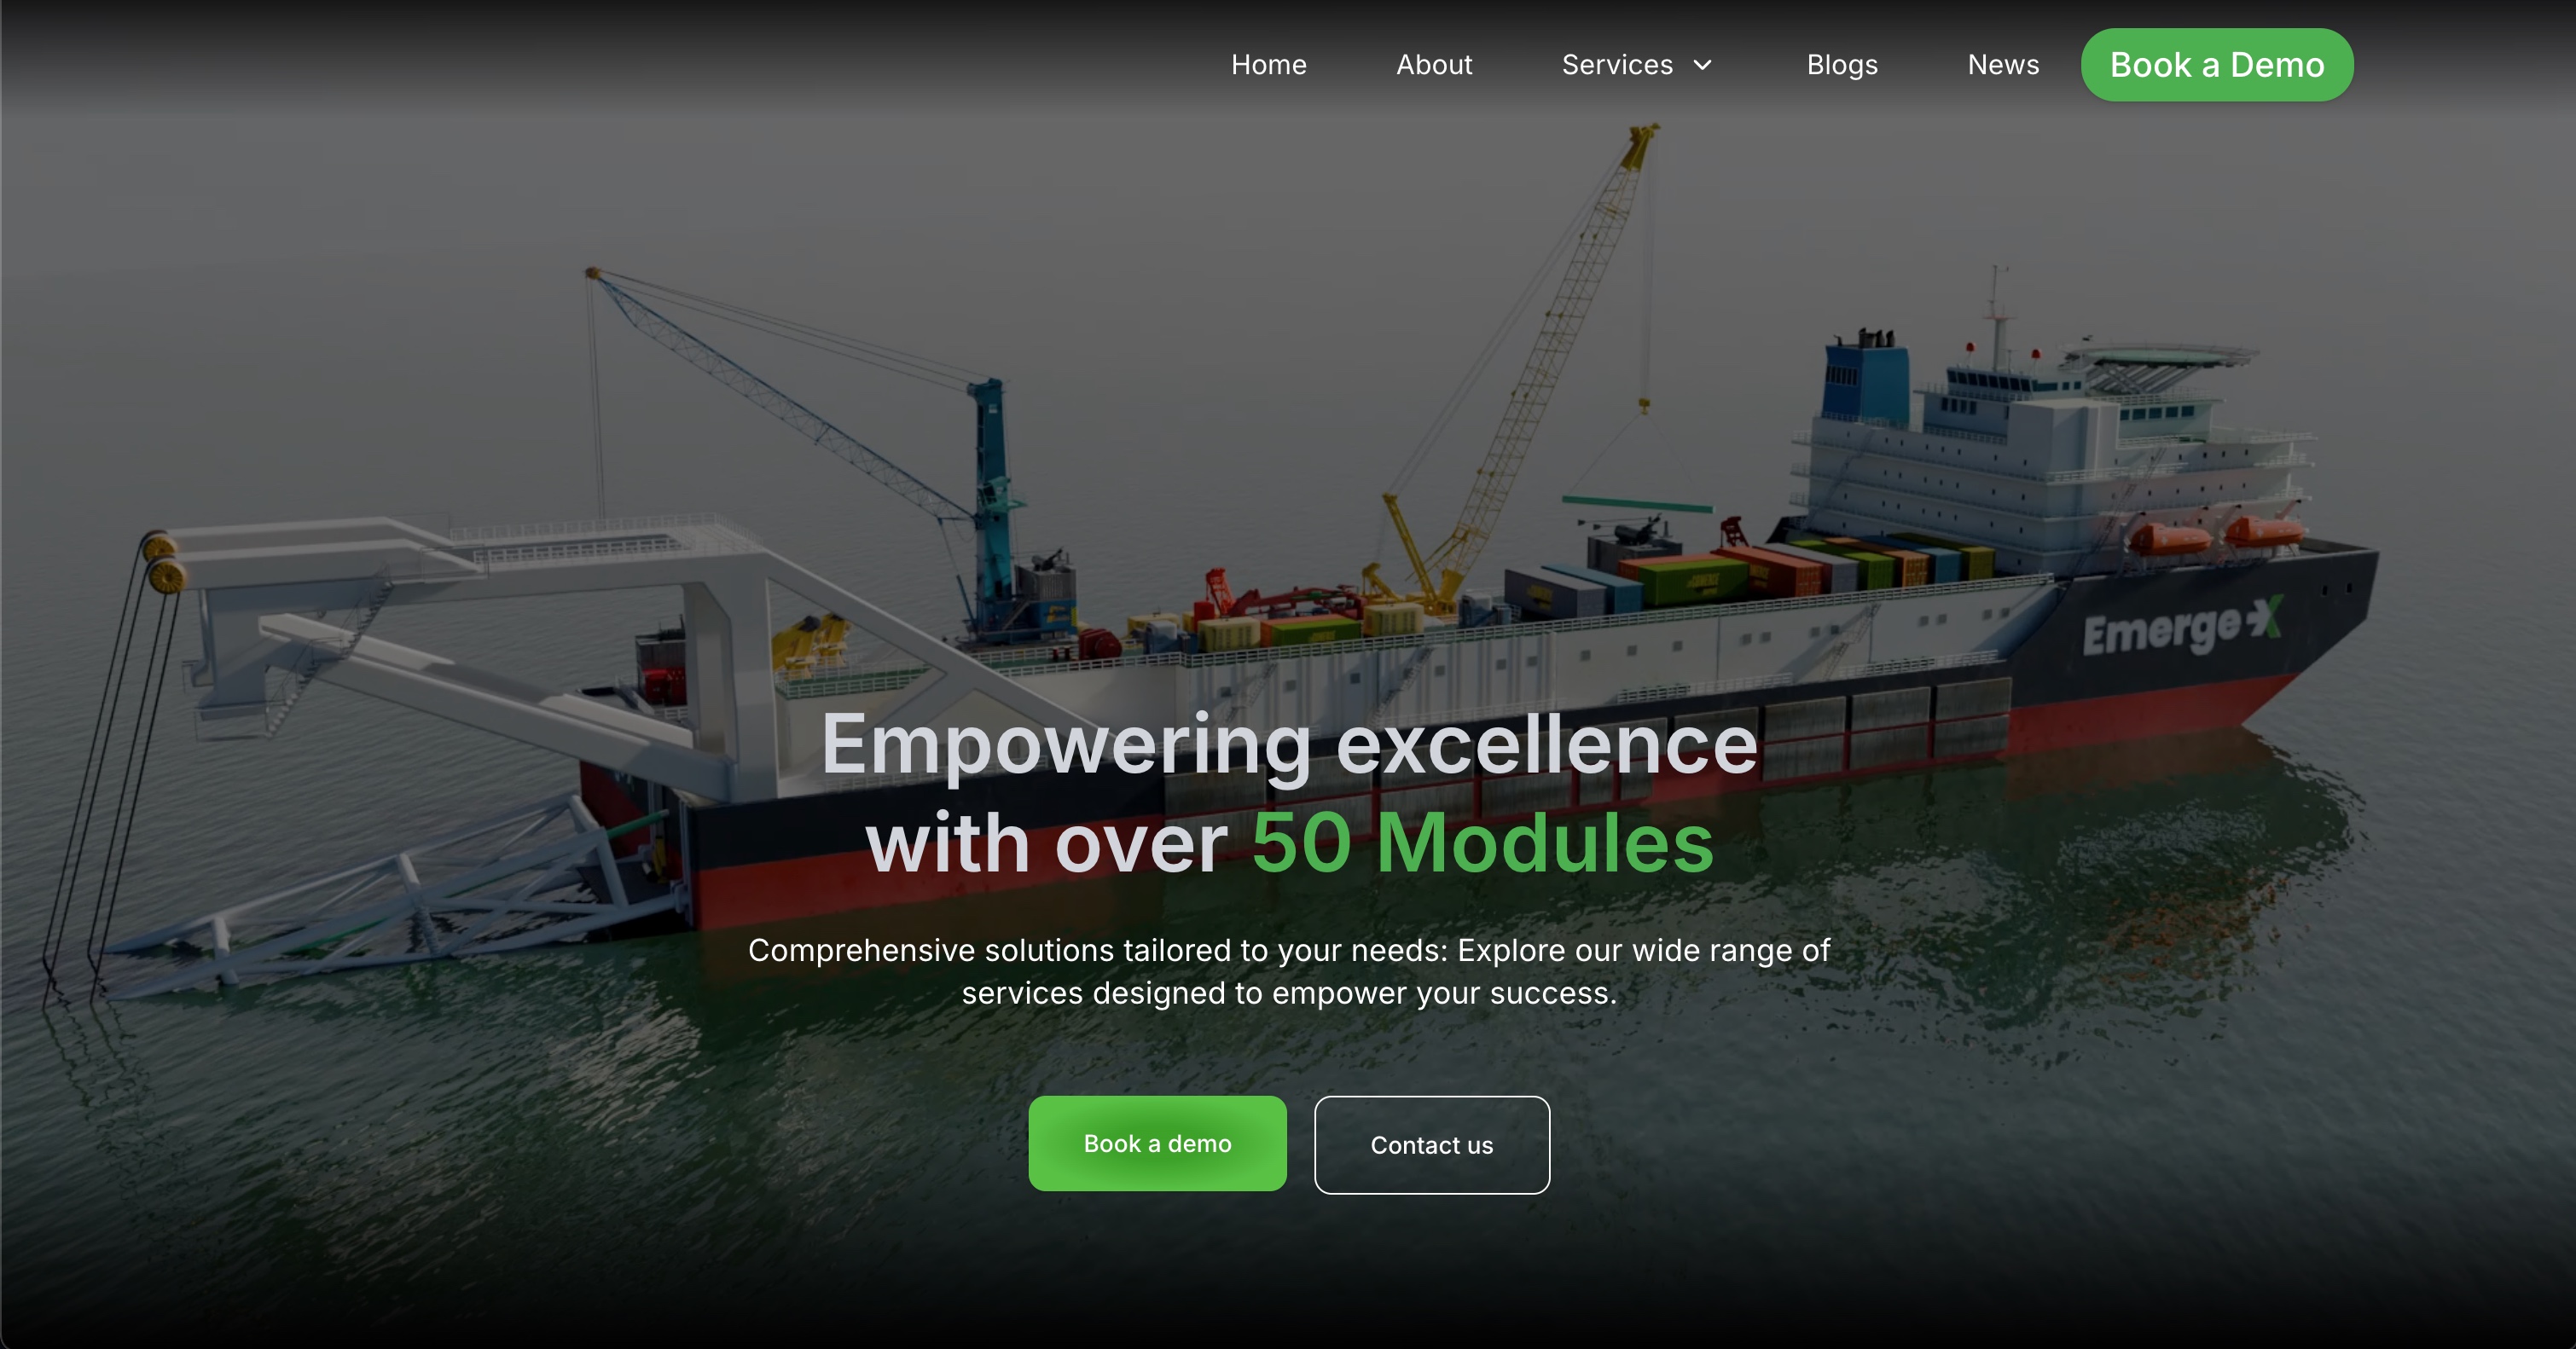 Home About Services Blogs News Book a Demo
EmergeX
Empowering excellence
with over 50 Modules
Comprehensive solutions tailored to your needs: Explore our wide range of
services designed to empower your success.
Book a demo Contact us